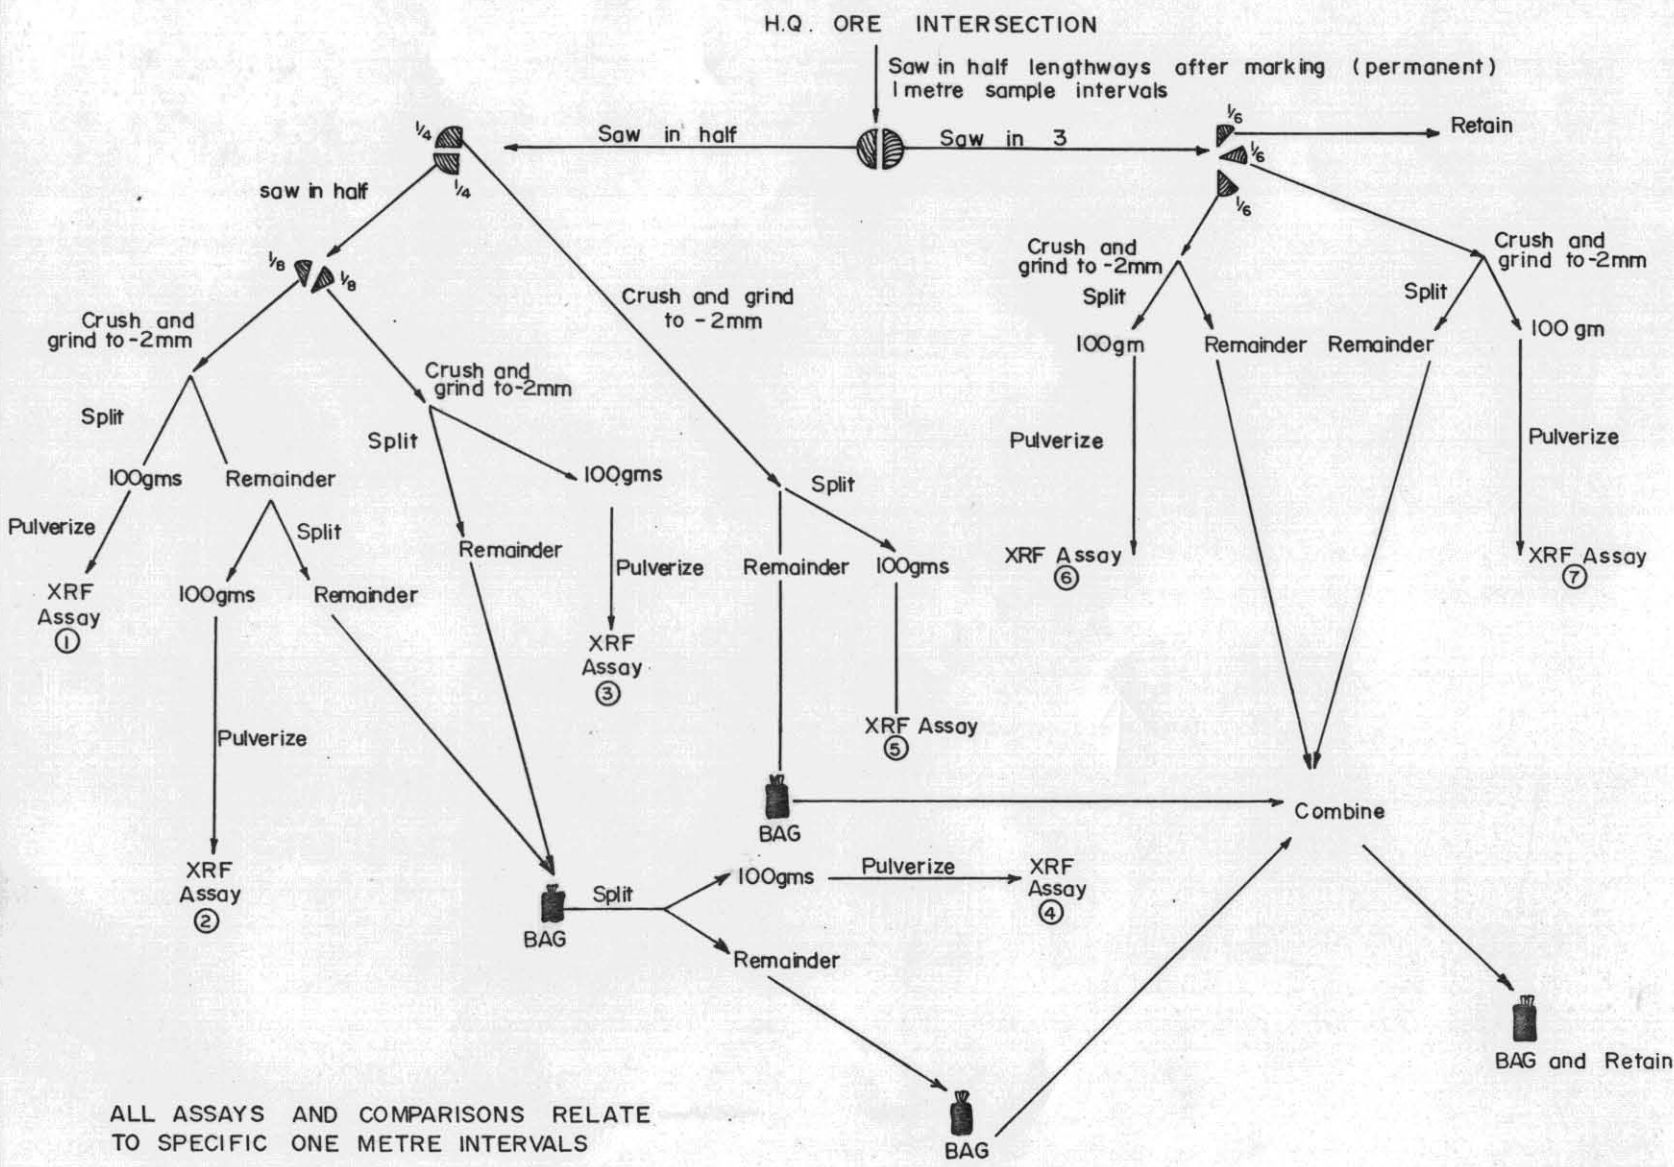 H.Q. ORE INTERSECTION
Saw in half lengthways after marking (permanent)
1 metre sample intervals
1/4
Saw in half
Saw in 3
1/6
Retain
1/6
1/4
1/6
saw in half
1/8
1/8
Crush and
grind to -2mm
Crush and
grind to -2mm
Split
Split
Crush and grind
to -2mm
Crush and
grind to -2mm
100gm
Remainder
Remainder
100 gm
Crush and
grind to-2mm
Split
Split
Pulverize
Pulverize
100gms
Remainder
100gms
Split
Pulverize
Split
Remainder
Remainder
100gms
XRF Assay
6
XRF Assay
7
XRF
Assay
1
100gms
Remainder
Pulverize
XRF
Assay
3
XRF Assay
5
Pulverize
BAG
Combine
XRF
Assay
2
BAG
Split
100gms
Pulverize
XRF
Assay
4
Remainder
BAG and Retain
BAG
ALL ASSAYS AND COMPARISONS RELATE
TO SPECIFIC ONE METRE INTERVALS